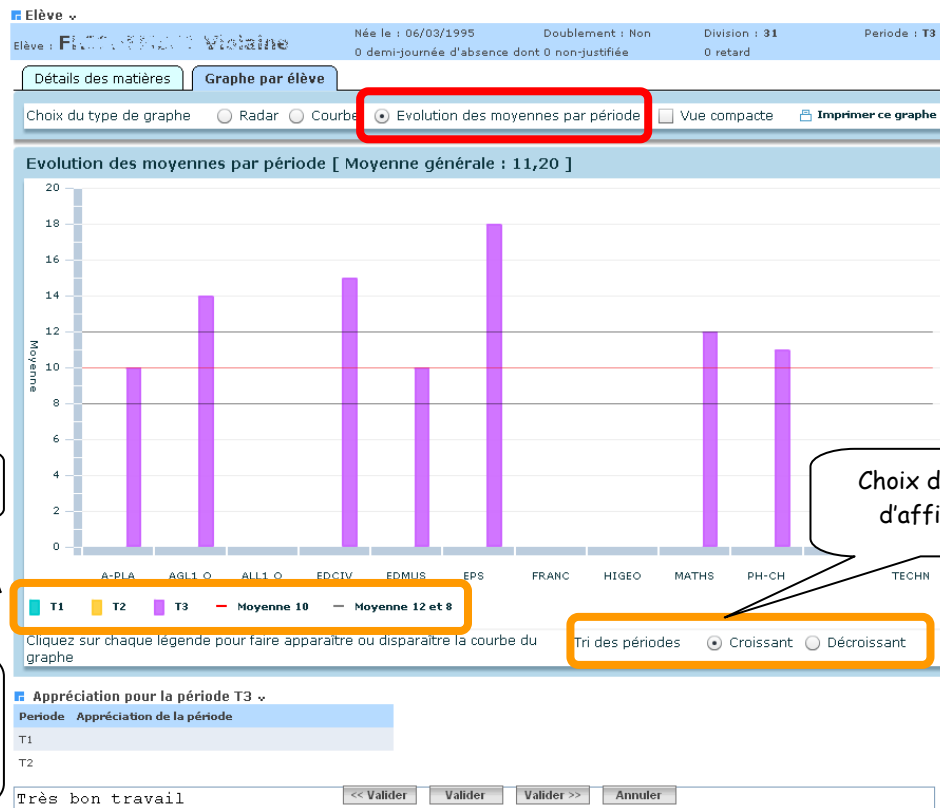 Elève
Elève : Violaine
Née le : 06/03/1995 Doublement : Non Division : 31 Periode : T3
0 demi-journée d'absence dont 0 non-justifiée 0 retard
Détails des matières Graphe par élève
Choix du type de graphe Radar Courbe Evolution des moyennes par période Vue compacte Imprimer ce graphe
Evolution des moyennes par période [ Moyenne générale : 11,20 ]
20
18
16
14
12
10
8
6
4
2
0
Moyenne
A-PLA AGL1 O ALL1 O EDCIV EDMUS EPS FRANC HIGEO MATHS PH-CH TECHN
Choix d
d'affi
T1 T2 T3 Moyenne 10 Moyenne 12 et 8
Cliquez sur chaque légende pour faire apparaître ou disparaître la courbe du
graphe
Tri des périodes Croissant Décroissant
Appréciation pour la période T3
Periode Appréciation de la période
T1
T2
Très bon travail
<< Valider Valider Valider >> Annuler